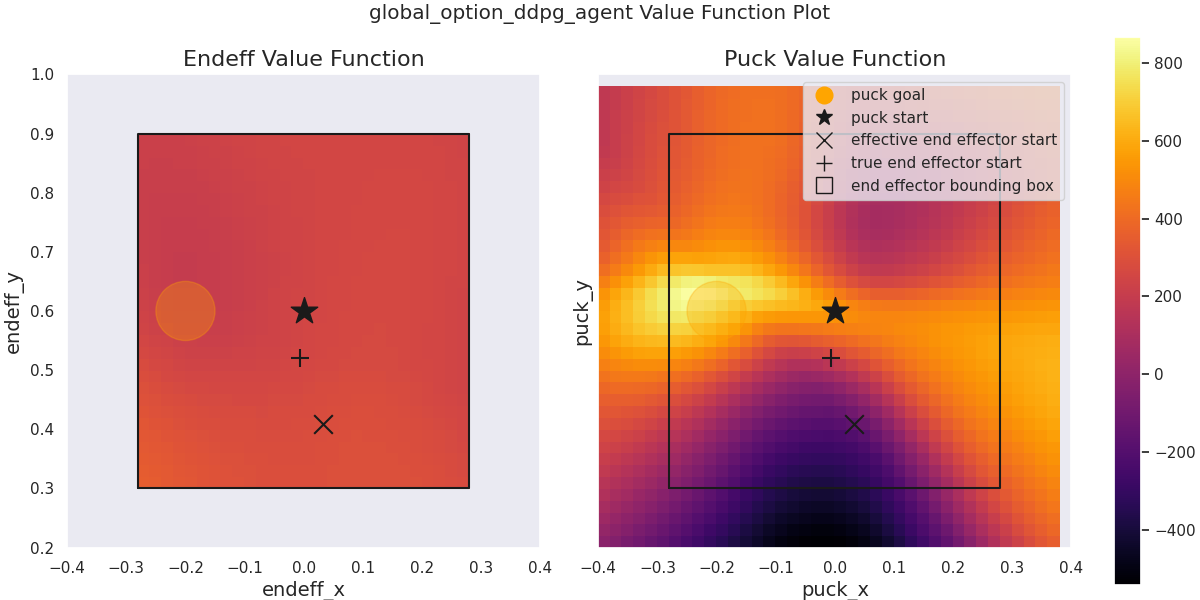 global_option_ddpg_agent Value Function Plot
Endeff Value Function
1.0
0.9
0.8
0.7
0.6
0.5
0.4
0.3
0.2
endeff_y
−0.4 −0.3 −0.2 −0.1 0.0 0.1 0.2 0.3 0.4
endeff_x
Puck Value Function
puck goal
puck start
effective end effector start
true end effector start
end effector bounding box
puck_y
−0.4 −0.3 −0.2 −0.1 0.0 0.1 0.2 0.3 0.4
puck_x
800
600
400
200
0
−200
−400